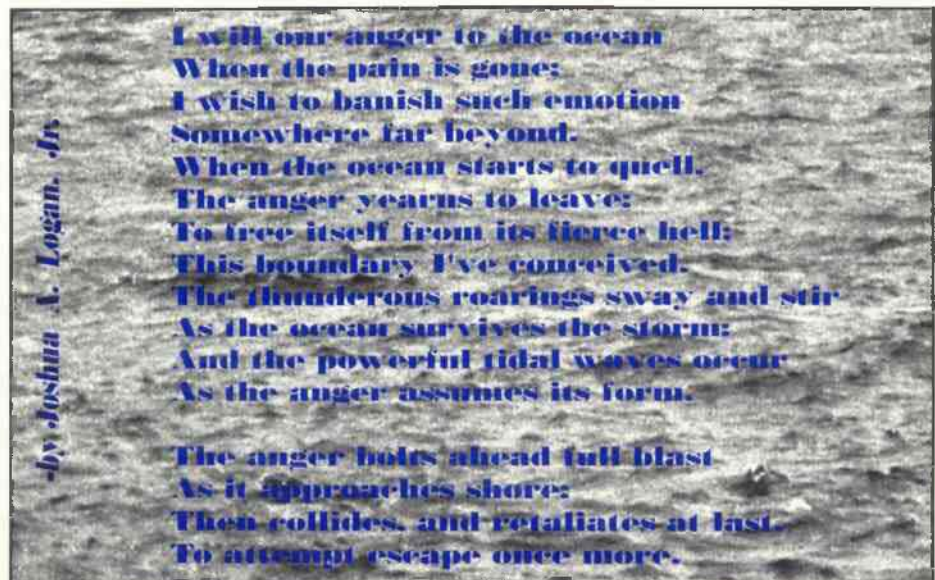 I will our anger to the ocean
When the pain is gone;
I wish to banish such emotion
Somewhere far beyond.
When the ocean starts to quell,
The anger yearns to leave;
To free itself from its fierce hell;
This boundary I've conceived.
The thunderous roarings sway and stir
As the ocean survives the storm;
And the powerful tidal waves occur
As the anger assumes its form.
The anger bolts ahead full blast
As it approaches shore;
Then collides, and retaliates at last,
To attempt escape once more.
-by Joshua A. Logan, Jr.